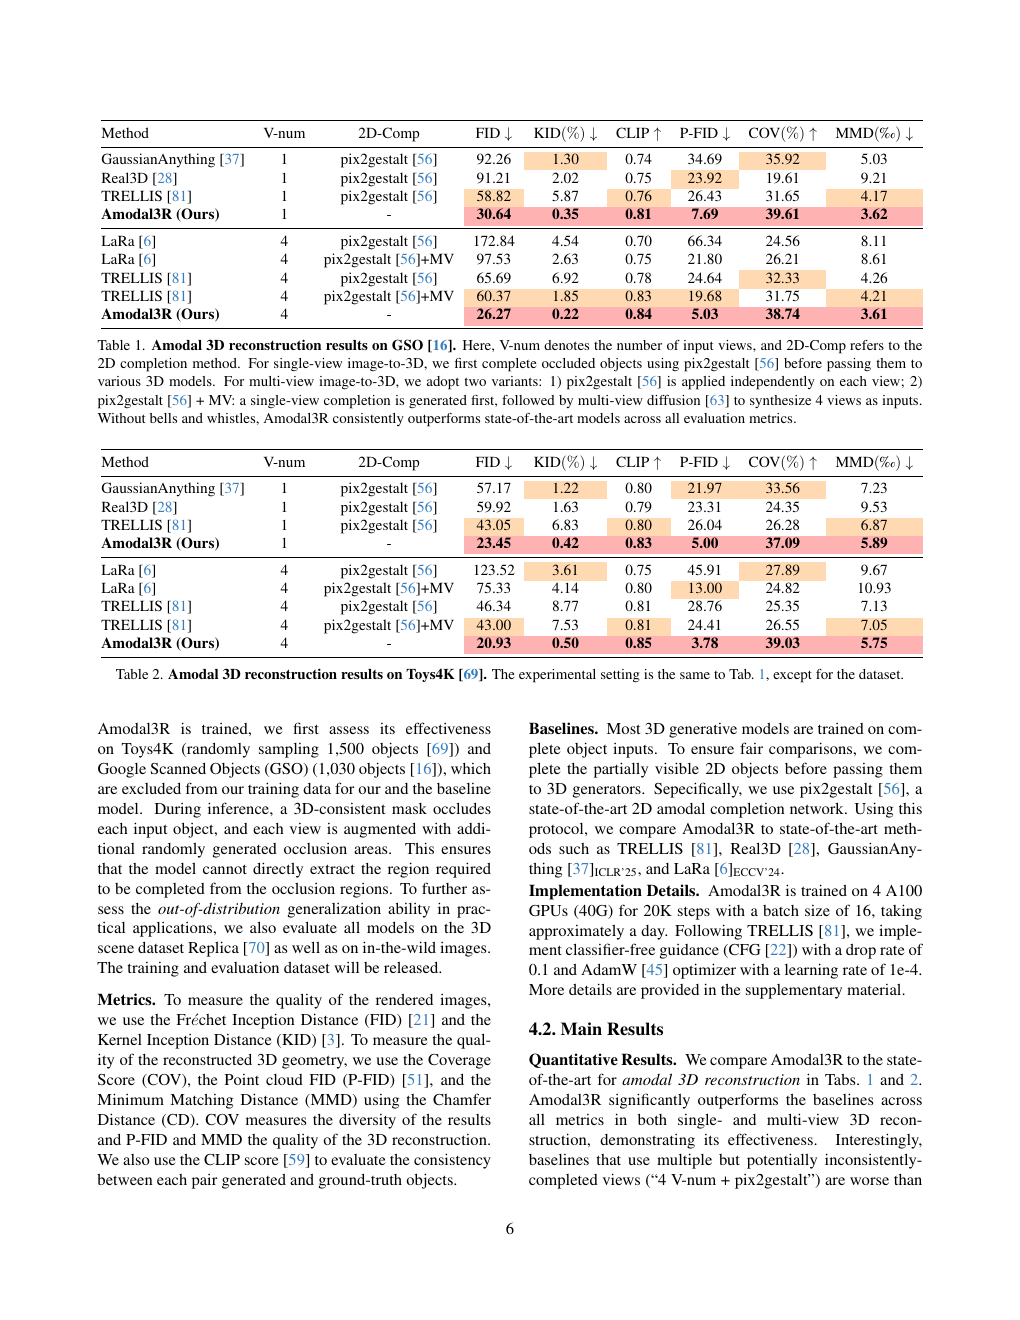 Method V-num 2D-Comp FID ↓ KID(%) ↓ CLIP ↑ P-FID ↓ COV(%) ↑ MMD(‰) ↓
GaussianAnything [37] 1 pix2gestalt [56] 92.26 1.30 0.74 34.69 35.92 5.03
Real3D [28] 1 pix2gestalt [56] 91.21 2.02 0.75 23.92 19.61 9.21
TRELLIS [81] 1 pix2gestalt [56] 58.82 5.87 0.76 26.43 31.65 4.17
Amodal3R (Ours) 1 - 30.64 0.35 0.81 7.69 39.61 3.62
LaRa [6] 4 pix2gestalt [56] 172.84 4.54 0.70 66.34 24.56 8.11
LaRa [6] 4 pix2gestalt [56]+MV 97.53 2.63 0.75 21.80 26.21 8.61
TRELLIS [81] 4 pix2gestalt [56] 65.69 6.92 0.78 24.64 32.33 4.26
TRELLIS [81] 4 pix2gestalt [56]+MV 60.37 1.85 0.83 19.68 31.75 4.21
Amodal3R (Ours) 4 - 26.27 0.22 0.84 5.03 38.74 3.61
Table 1. Amodal 3D reconstruction results on GSO [16]. Here, V-num denotes the number of input views, and 2D-Comp refers to the
2D completion method. For single-view image-to-3D, we first complete occluded objects using pix2gestalt [56] before passing them to
various 3D models. For multi-view image-to-3D, we adopt two variants: 1) pix2gestalt [56] is applied independently on each view; 2)
pix2gestalt [56] + MV: a single-view completion is generated first, followed by multi-view diffusion [63] to synthesize 4 views as inputs.
Without bells and whistles, Amodal3R consistently outperforms state-of-the-art models across all evaluation metrics.
Method V-num 2D-Comp FID ↓ KID(%) ↓ CLIP ↑ P-FID ↓ COV(%) ↑ MMD(‰) ↓
GaussianAnything [37] 1 pix2gestalt [56] 57.17 1.22 0.80 21.97 33.56 7.23
Real3D [28] 1 pix2gestalt [56] 59.92 1.63 0.79 23.31 24.35 9.53
TRELLIS [81] 1 pix2gestalt [56] 43.05 6.83 0.80 26.04 26.28 6.87
Amodal3R (Ours) 1 - 23.45 0.42 0.83 5.00 37.09 5.89
LaRa [6] 4 pix2gestalt [56] 123.52 3.61 0.75 45.91 27.89 9.67
LaRa [6] 4 pix2gestalt [56]+MV 75.33 4.14 0.80 13.00 24.82 10.93
TRELLIS [81] 4 pix2gestalt [56] 46.34 8.77 0.81 28.76 25.35 7.13
TRELLIS [81] 4 pix2gestalt [56]+MV 43.00 7.53 0.81 24.41 26.55 7.05
Amodal3R (Ours) 4 - 20.93 0.50 0.85 3.78 39.03 5.75
Table 2. Amodal 3D reconstruction results on Toys4K [69]. The experimental setting is the same to Tab. 1, except for the dataset.
Amodal3R is trained, we first assess its effectiveness
on Toys4K (randomly sampling 1,500 objects [69]) and
Google Scanned Objects (GSO) (1,030 objects [16]), which
are excluded from our training data for our and the baseline
model. During inference, a 3D-consistent mask occludes
each input object, and each view is augmented with addi-
tional randomly generated occlusion areas. This ensures
that the model cannot directly extract the region required
to be completed from the occlusion regions. To further as-
sess the out-of-distribution generalization ability in prac-
tical applications, we also evaluate all models on the 3D
scene dataset Replica [70] as well as on in-the-wild images.
The training and evaluation dataset will be released.
Metrics. To measure the quality of the rendered images,
we use the Fréchet Inception Distance (FID) [21] and the
Kernel Inception Distance (KID) [3]. To measure the qual-
ity of the reconstructed 3D geometry, we use the Coverage
Score (COV), the Point cloud FID (P-FID) [51], and the
Minimum Matching Distance (MMD) using the Chamfer
Distance (CD). COV measures the diversity of the results
and P-FID and MMD the quality of the 3D reconstruction.
We also use the CLIP score [59] to evaluate the consistency
between each pair generated and ground-truth objects.
Baselines. Most 3D generative models are trained on com-
plete object inputs. To ensure fair comparisons, we com-
plete the partially visible 2D objects before passing them
to 3D generators. Sepecifically, we use pix2gestalt [56], a
state-of-the-art 2D amodal completion network. Using this
protocol, we compare Amodal3R to state-of-the-art meth-
ods such as TRELLIS [81], Real3D [28], GaussianAny-
thing [37]ICLR'25, and LaRa [6]ECCV'24.
Implementation Details. Amodal3R is trained on 4 A100
GPUs (40G) for 20K steps with a batch size of 16, taking
approximately a day. Following TRELLIS [81], we imple-
ment classifier-free guidance (CFG [22]) with a drop rate of
0.1 and AdamW [45] optimizer with a learning rate of 1e-4.
More details are provided in the supplementary material.
4.2. Main Results
Quantitative Results. We compare Amodal3R to the state-
of-the-art for amodal 3D reconstruction in Tabs. 1 and 2.
Amodal3R significantly outperforms the baselines across
all metrics in both single- and multi-view 3D recon-
struction, demonstrating its effectiveness. Interestingly,
baselines that use multiple but potentially inconsistently-
completed views (“4 V-num + pix2gestalt”) are worse than
6